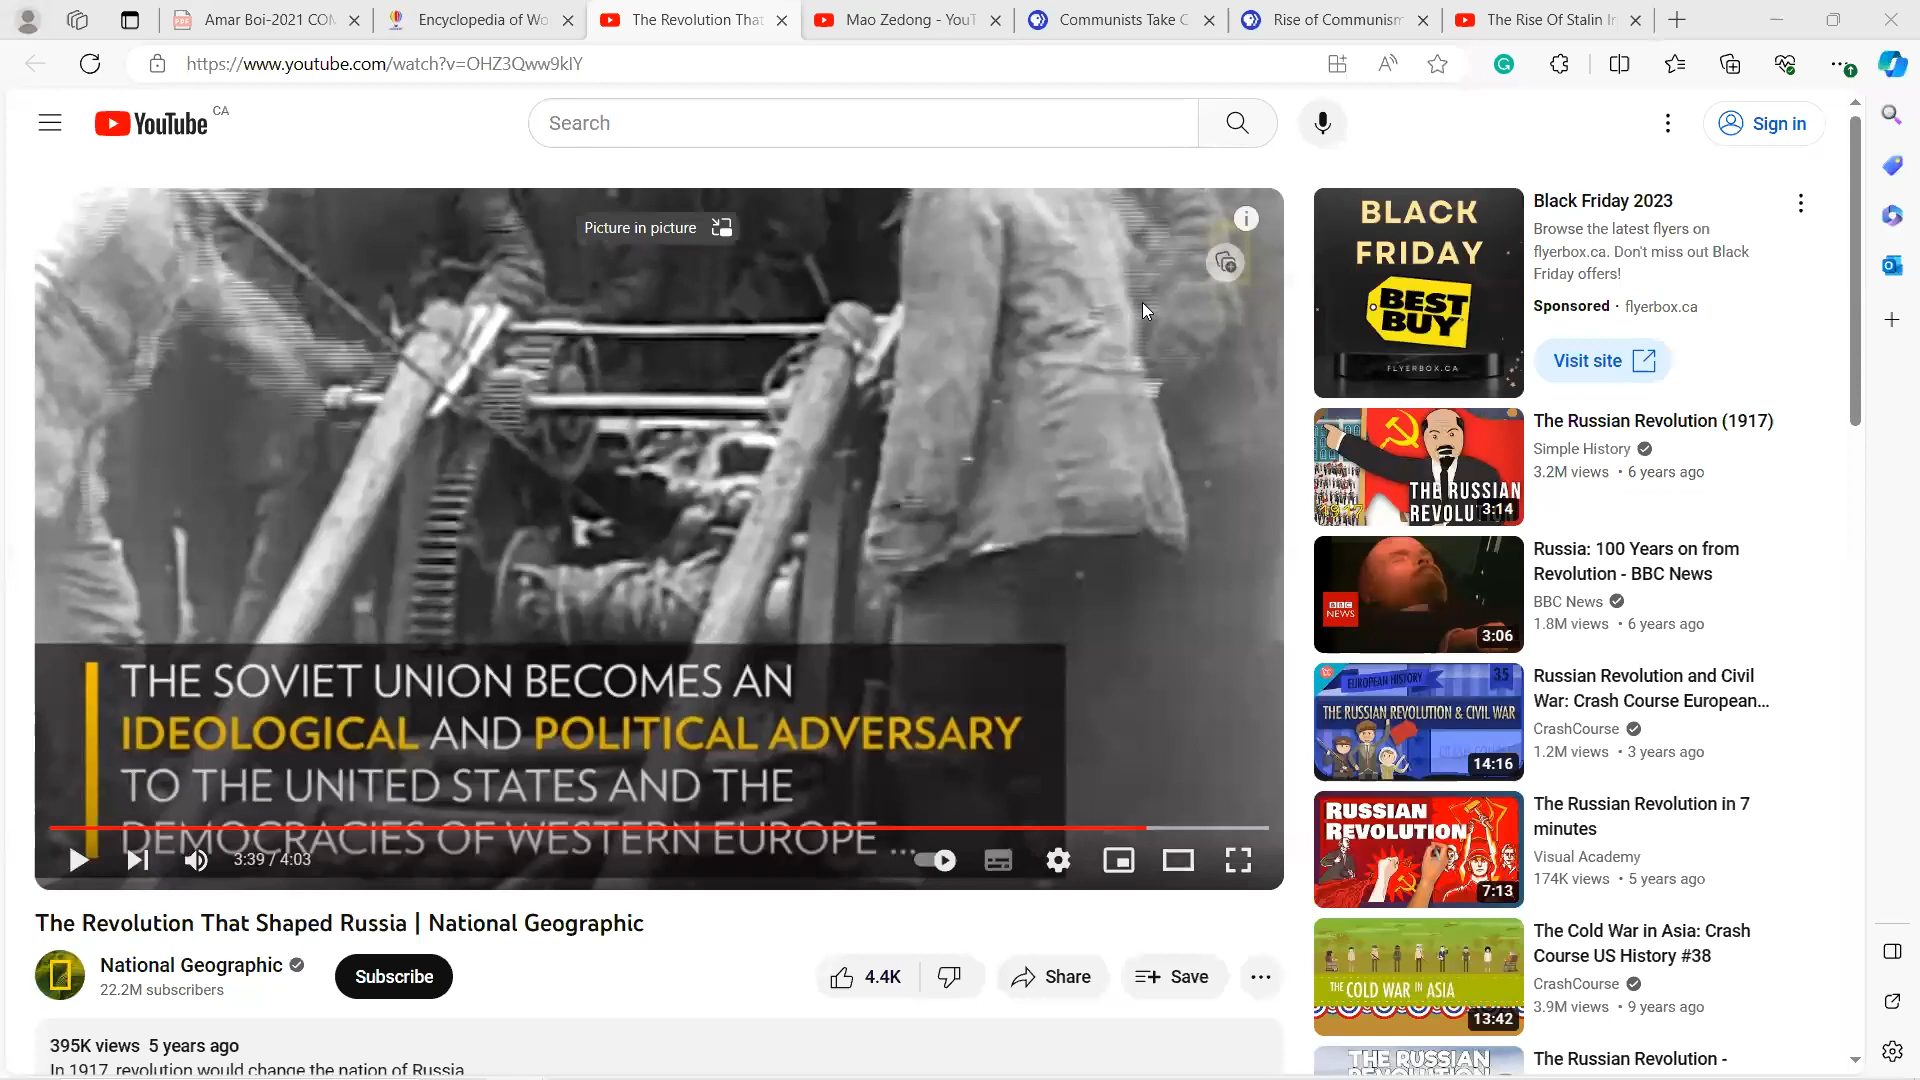 Amar Boi-2021 CON
Encyclopedia of Wo
The Revolution That
Mao Zedong - YouT
Communists Take C
Rise of Communism
The Rise Of Stalin In
https://www.youtube.com/watch?v=OHZ3Qww9klY
YouTube CA
Search
Sign in
Picture in picture
THE SOVIET UNION BECOMES AN
IDEOLOGICAL AND POLITICAL ADVERSARY
TO THE UNITED STATES AND THE
DEMOCRACIES OF WESTERN EUROPE ...
3:39 / 4:03
The Revolution That Shaped Russia | National Geographic
National Geographic
22.2M subscribers
Subscribe
4.4K
Share
Save
395K views 5 years ago
In 1917, revolution would change the nation of Russia
BLACK
FRIDAY
BEST
BUY
FLYERBOX.CA
Black Friday 2023
Browse the latest flyers on
flyerbox.ca. Don't miss out Black
Friday offers!
Sponsored · flyerbox.ca
Visit site
1917
THE RUSSIAN
REVOLU
3:14
The Russian Revolution (1917)
Simple History
3.2M views • 6 years ago
BBC
NEWS
3:06
Russia: 100 Years on from
Revolution - BBC News
BBC News
1.8M views • 6 years ago
EUROPEAN HISTORY 35
THE RUSSIAN REVOLUTION & CIVIL WAR
14:16
Russian Revolution and Civil
War: Crash Course European...
CrashCourse
1.2M views • 3 years ago
RUSSIAN
REVOLUTION
7:13
The Russian Revolution in 7
minutes
Visual Academy
174K views • 5 years ago
THE COLD WAR IN ASIA
13:42
The Cold War in Asia: Crash
Course US History #38
CrashCourse
3.9M views • 9 years ago
THE RUSSIAN
REVOLUTION
The Russian Revolution -